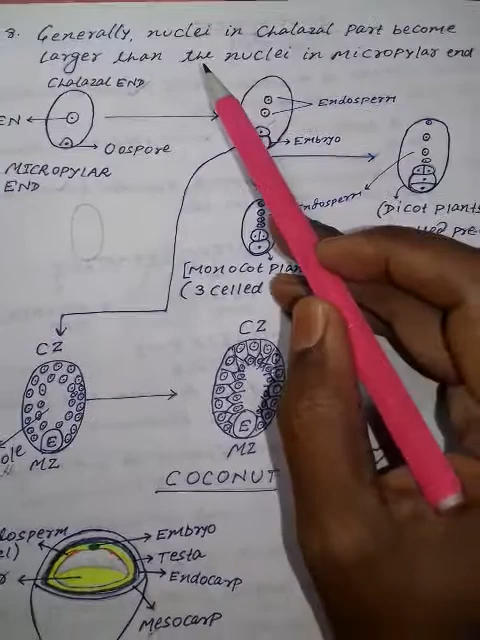 8. Generally, nuclei in chalazal part become
larger than the nuclei in micropylar end
Chalazal END
EN
Oospore
MICROPYLAR
END
Endosperm
Embryo
Endosperm
(Dicot plants
[Monocot plan
(3 celled
CZ
E
MZ
CZ
E
MZ
COCONUT
Embryo
Testa
Endocarp
Mesocarp